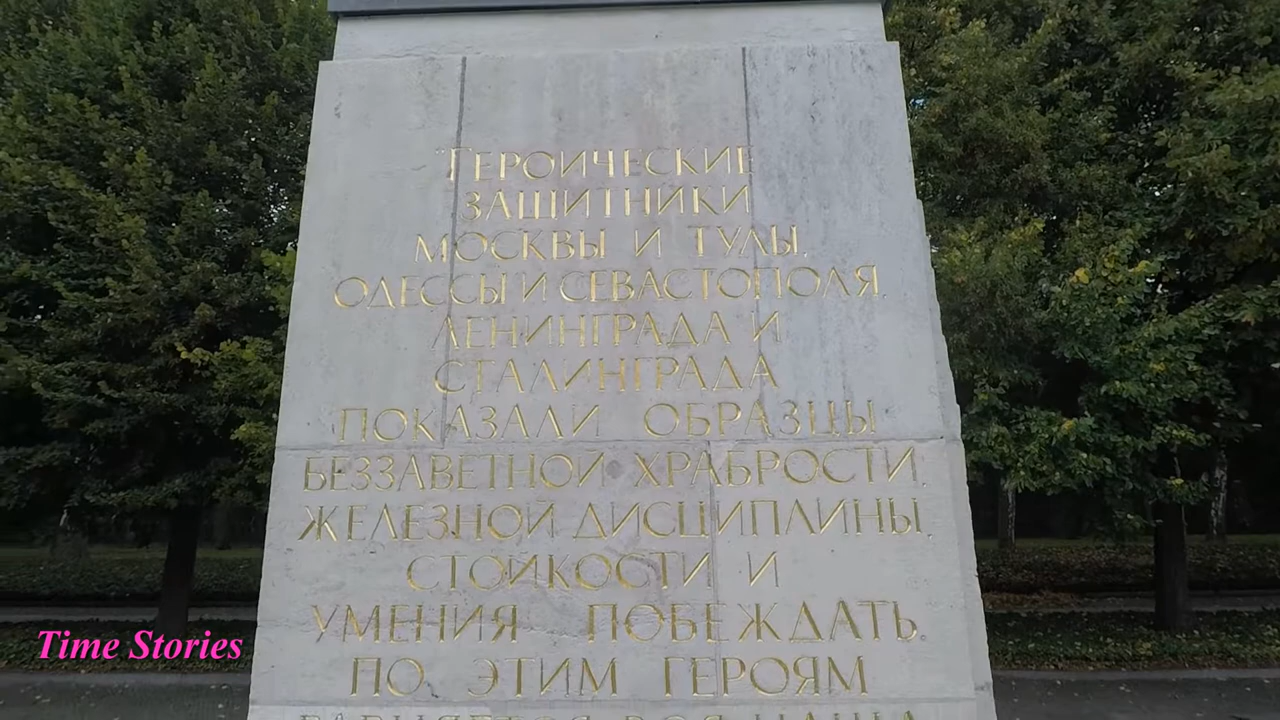 "ГЕРОИЧЕСКИЕ
ЗАЩИТНИКИ
МОСКВЫ И ТУЛЫ,
ОДЕССЫ И СЕВАСТОПОЛЯ,
ЛЕНИНГРАДА И
СТАЛИНГРАДА
ПОКАЗАЛИ ОБРАЗЦЫ
БЕЗЗАВЕТНОЙ ХРАБРОСТИ,
ЖЕЛЕЗНОЙ ДИСЦИПЛИНЫ,
СТОЙКОСТИ И
УМЕНИЯ ПОБЕЖДАТЬ.
ПО ЭТИМ ГЕРОЯМ
Time Stories